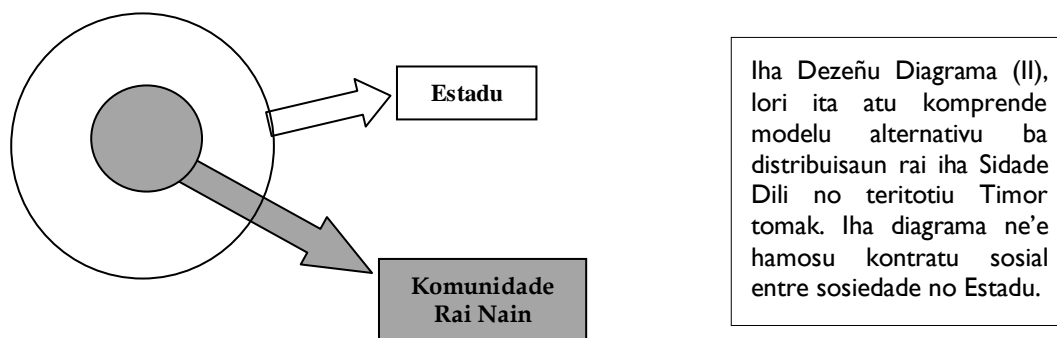 Estadu
Komunidade
Rai Nain
Iha Dezeñu Diagrama (II),
lori ita atu komprende
modelu alternativu ba
distribuisaun rai iha Sidade
Dili no teritotiu Timor
tomak. Iha diagrama ne'e
hamosu kontratu sosial
entre sosiedade no Estadu.